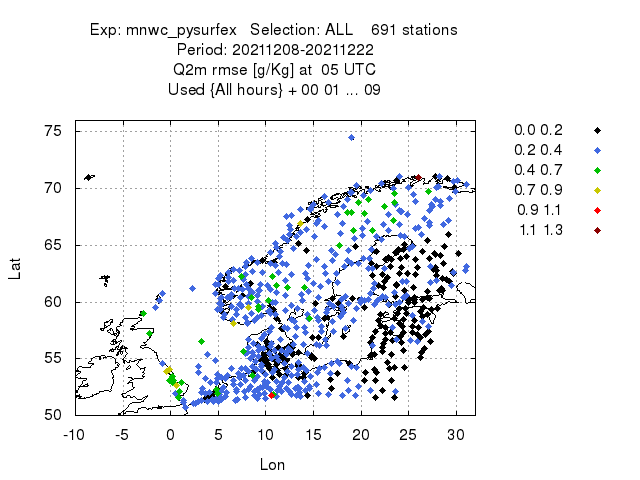 Exp: mnwc_pysurfex   Selection: ALL    691 stations
Period: 20211208-20211222
Q2m rmse [g/Kg] at  05 UTC
Used {All hours} + 00 01 ... 09
0.0 0.2
0.2 0.4
0.4 0.7
0.7 0.9
0.9 1.1
1.1 1.3
75
70
65
60
55
50
Lat
-10 -5 0 5 10 15 20 25 30
Lon